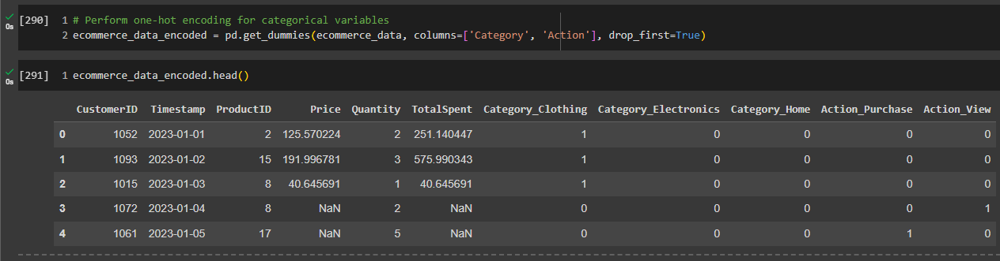 [290] 1 # Perform one-hot encoding for categorical variables
2 ecommerce_data_encoded = pd.get_dummies(ecommerce_data, columns=['Category', 'Action'], drop_first=True)
0s
[291] 1 ecommerce_data_encoded.head()
0s
CustomerID Timestamp ProductID Price Quantity TotalSpent Category_Clothing Category_Electronics Category_Home Action_Purchase Action_View
0 1052 2023-01-01 2 125.570224 2 251.140447 1 0 0 0 0
1 1093 2023-01-02 15 191.996781 3 575.990343 1 0 0 0 0
2 1015 2023-01-03 8 40.645691 1 40.645691 1 0 0 0 0
3 1072 2023-01-04 8 NaN 2 NaN 0 0 0 0 1
4 1061 2023-01-05 17 NaN 5 NaN 0 0 0 1 0